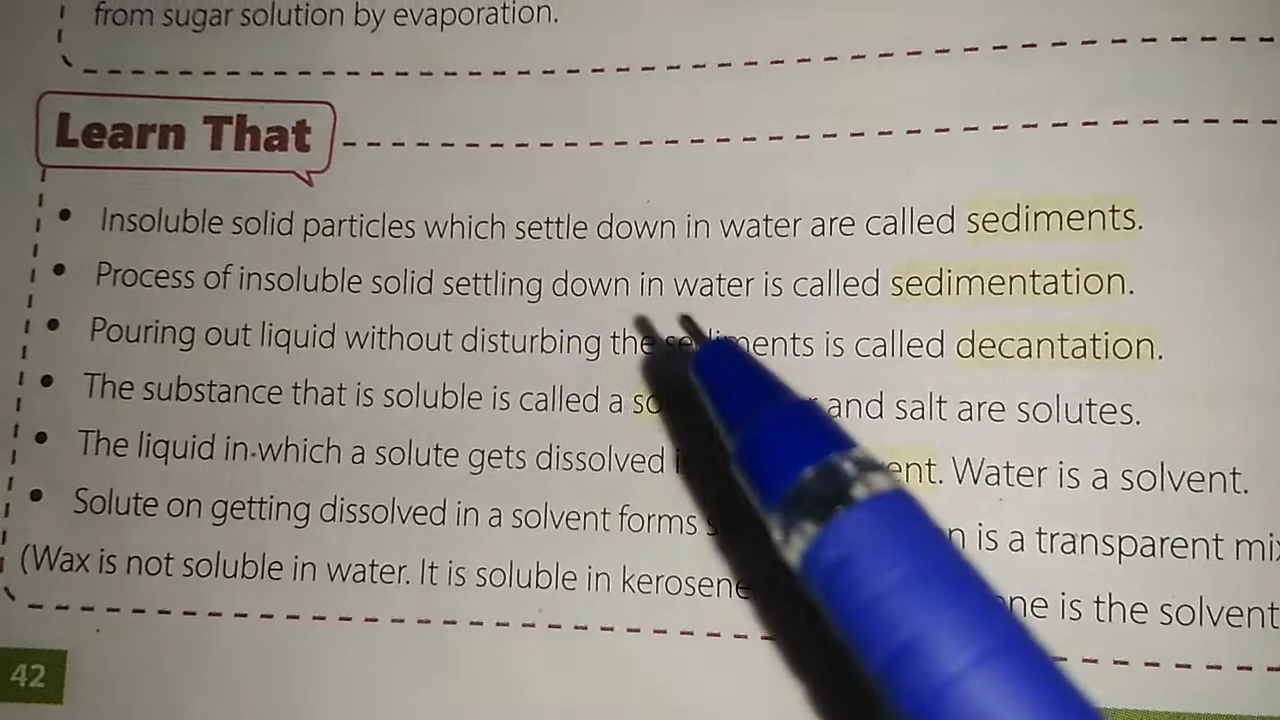 from sugar solution by evaporation.
Learn That
• Insoluble solid particles which settle down in water are called sediments.
• Process of insoluble solid settling down in water is called sedimentation.
• Pouring out liquid without disturbing the sediments is called decantation.
• The substance that is soluble is called a and salt are solutes.
• The liquid in which a solute gets dissolved Water is a solvent.
• Solute on getting dissolved in a solvent forms is a transparent
(Wax is not soluble in water. It is soluble in kerosene is the solvent
42